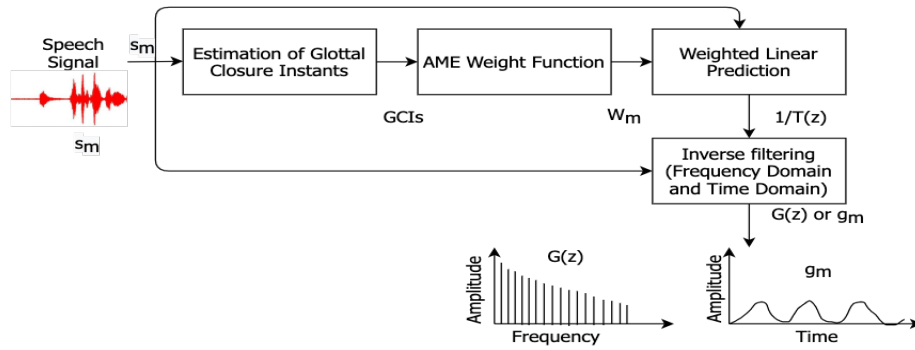 Speech
Signal
sm
sm
Estimation of Glottal
Closure Instants
GCIs
AME Weight Function
Wm
Weighted Linear
Prediction
1/T(z)
Inverse filtering
(Frequency Domain
and Time Domain)
G(z) or gm
Amplitude
G(z)
Frequency
Amplitude
gm
Time